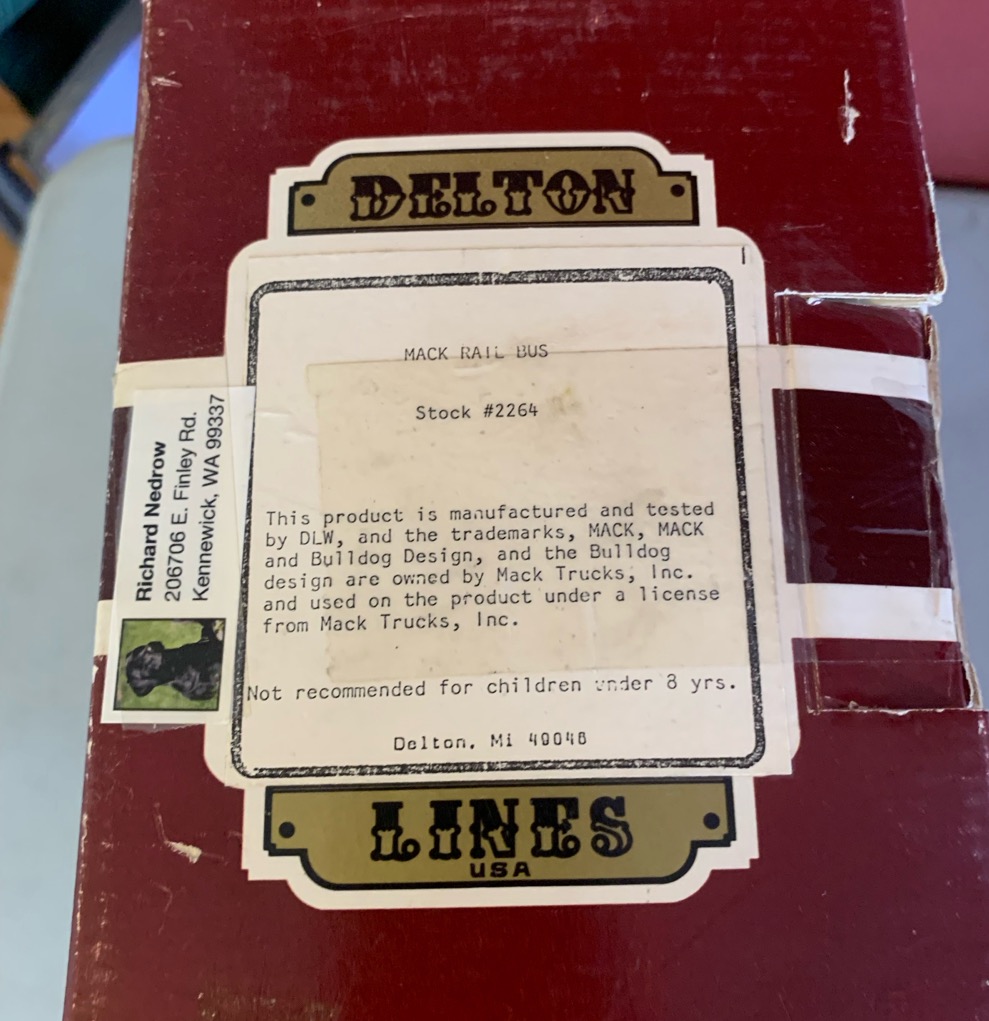 DELTON
MACK RAIL BUS
Stock #2264
This product is manufactured and tested
by DLW, and the trademarks, MACK, MACK
and Bulldog Design, and the Bulldog
design are owned by Mack Trucks, Inc.
and used on the product under a license
from Mack Trucks, Inc.
Not recommended for children under 8 yrs.
Delton, Mi 49046
LINES
USA
Richard Nedrow
206706 E. Finley Rd.
Kennewick, WA 99337